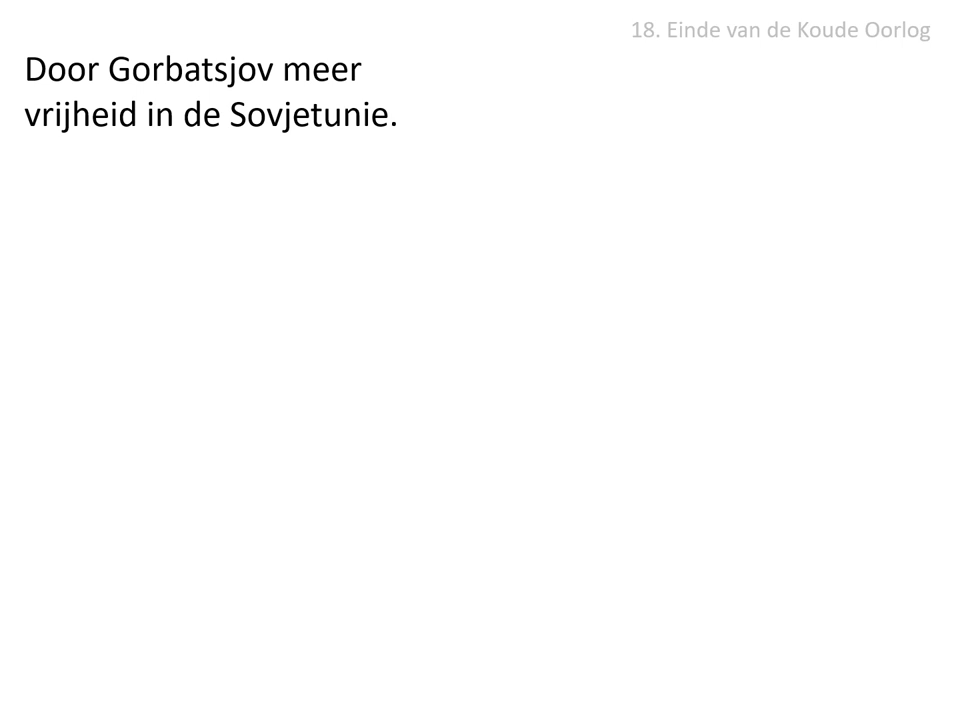 18. Einde van de Koude Oorlog
Door Gorbatsjov meer
vrijheid in de Sovjetunie.